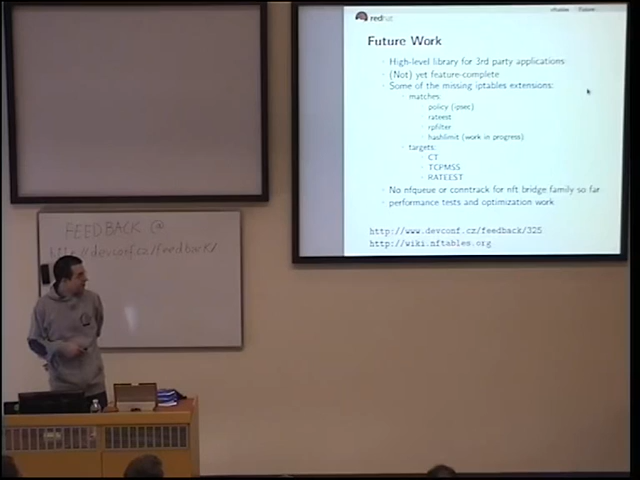 nftables Future
redhat
Future Work
High-level library for 3rd party applications
(Not) yet feature-complete
Some of the missing iptables extensions:
matches:
policy (ipsec)
rateest
rpfilter
hashlimit (work in progress)
targets:
CT
TCPMSS
RATEEST
No nfqueue or conntrack for nft bridge family so far
performance tests and optimization work
http://www.devconf.cz/feedback/325
http://wiki.nftables.org
FEEDBACK @
http://devconf.cz/feedback/